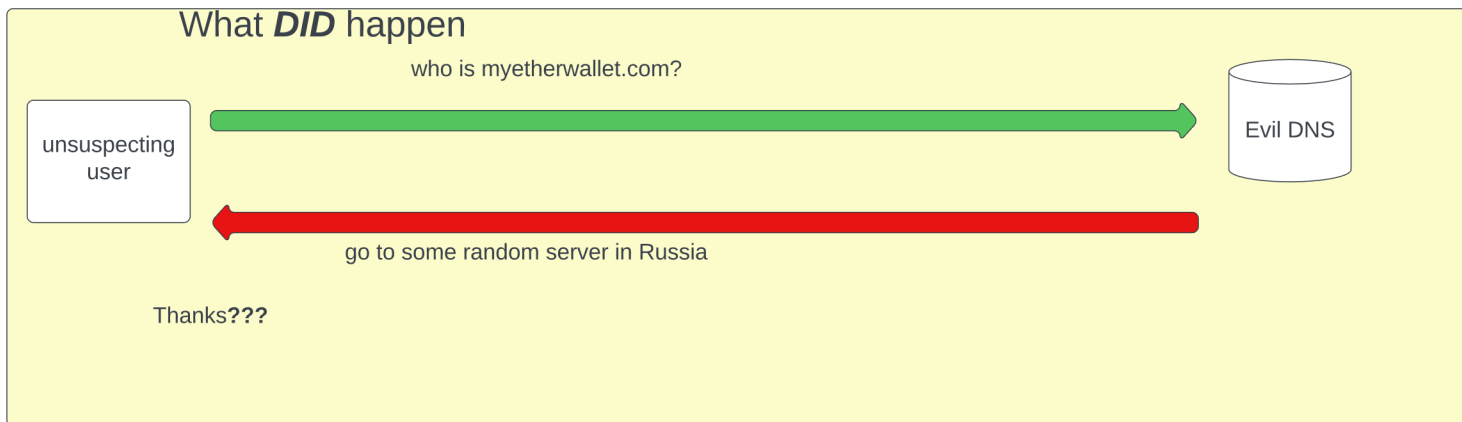 What DID happen
who is myetherwallet.com?
unsuspecting
user
Evil DNS
go to some random server in Russia
Thanks???